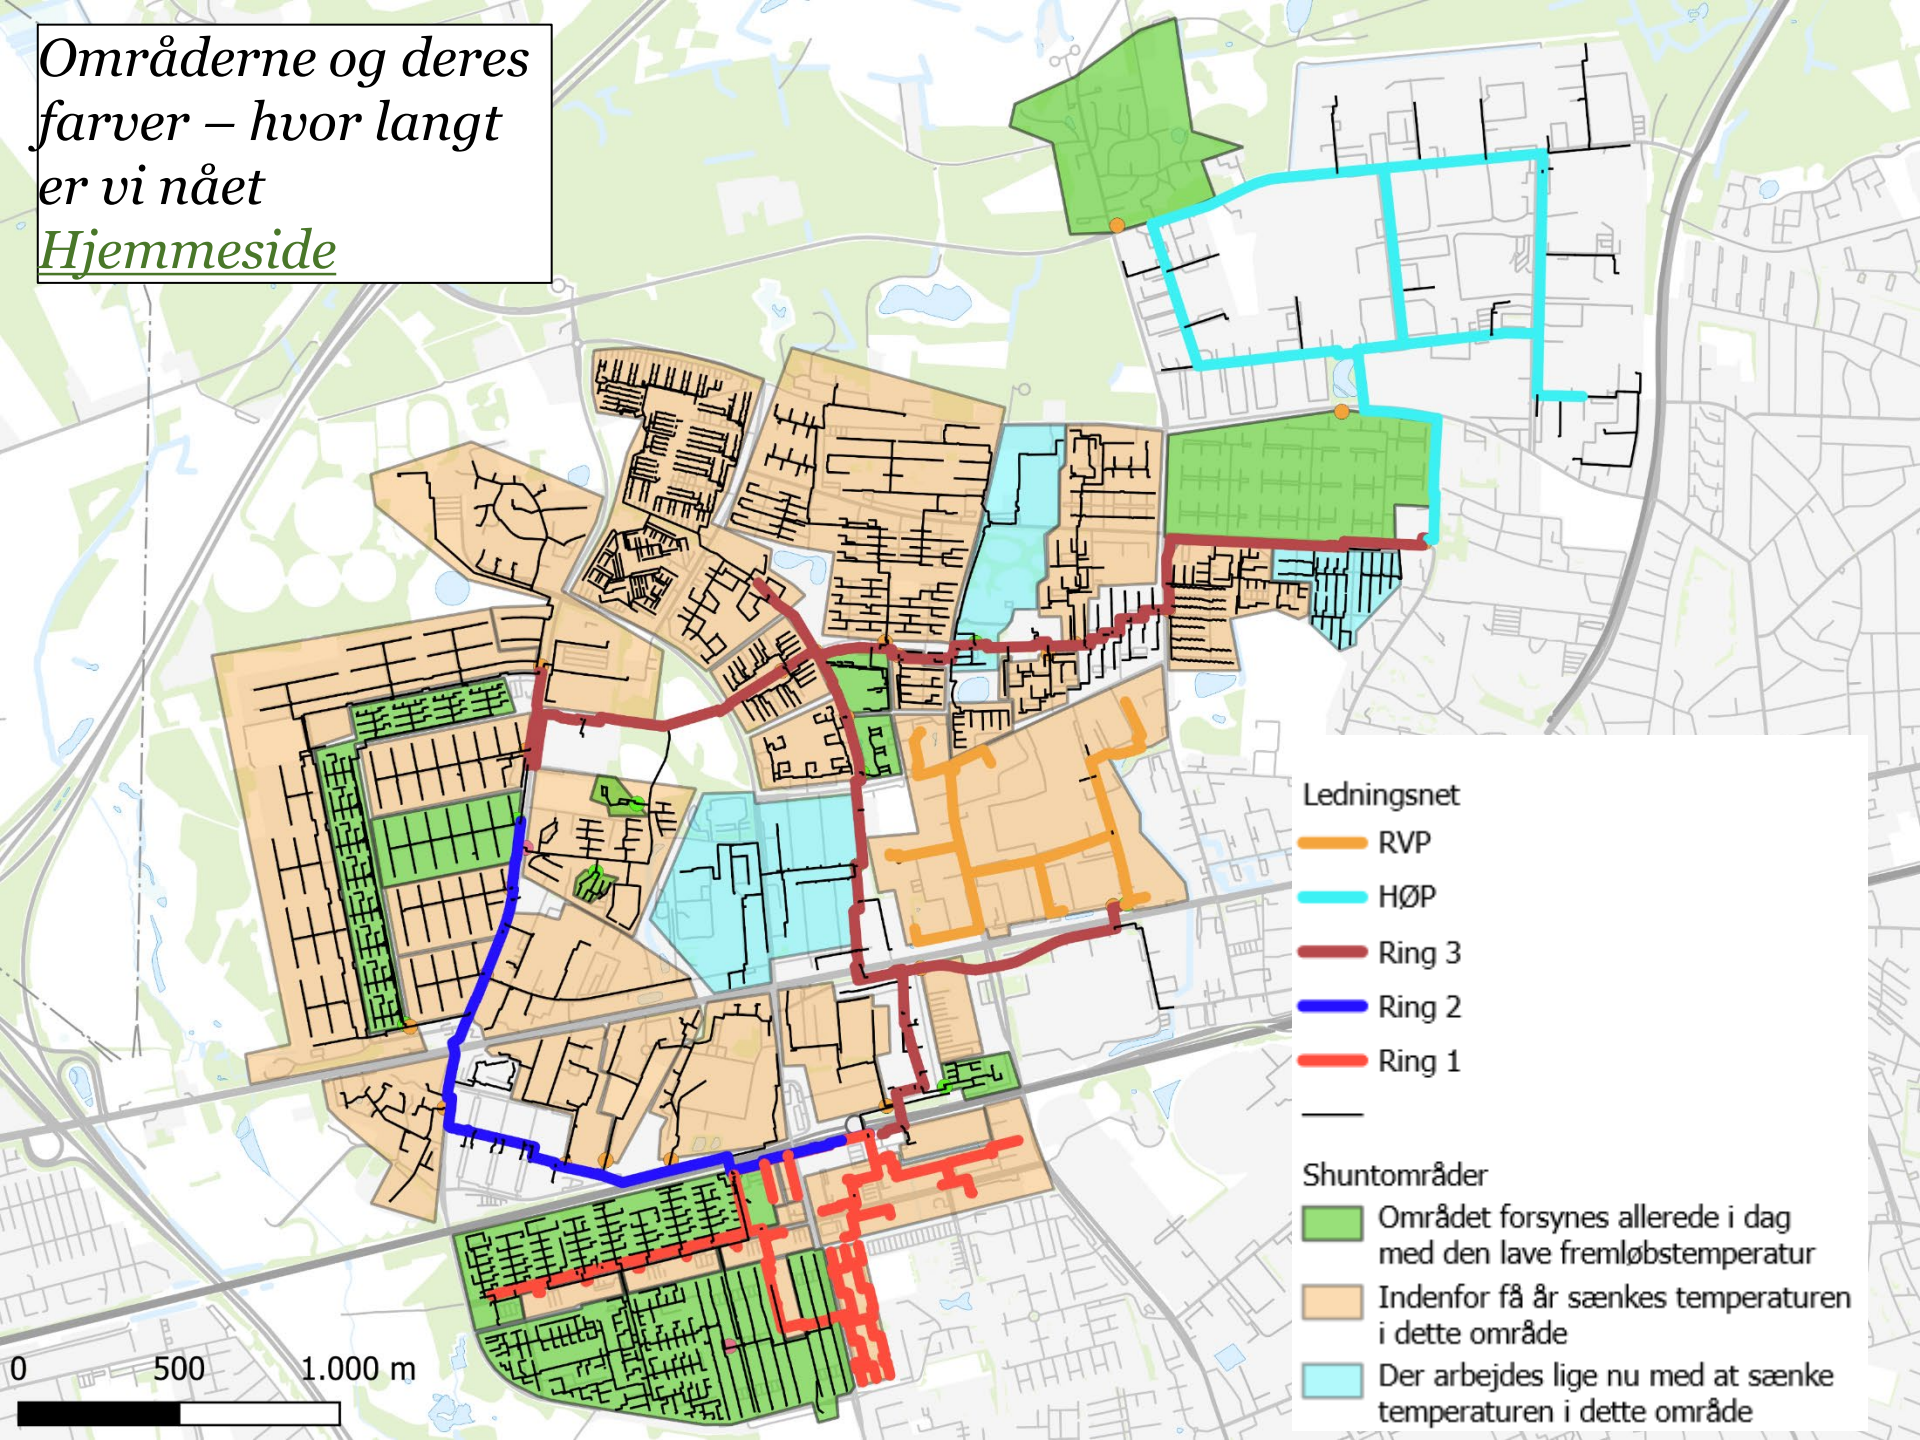 Områderne og deres
farver – hvor langt
er vi nået
Hjemmeside
Ledningsnet
RVP
HØP
Ring 3
Ring 2
Ring 1
Shuntområder
Området forsynes allerede i dag
med den lave fremløbstemperatur
Indenfor få år sænkes temperaturen
i dette område
Der arbejdes lige nu med at sænke
temperaturen i dette område
0 500 1.000 m